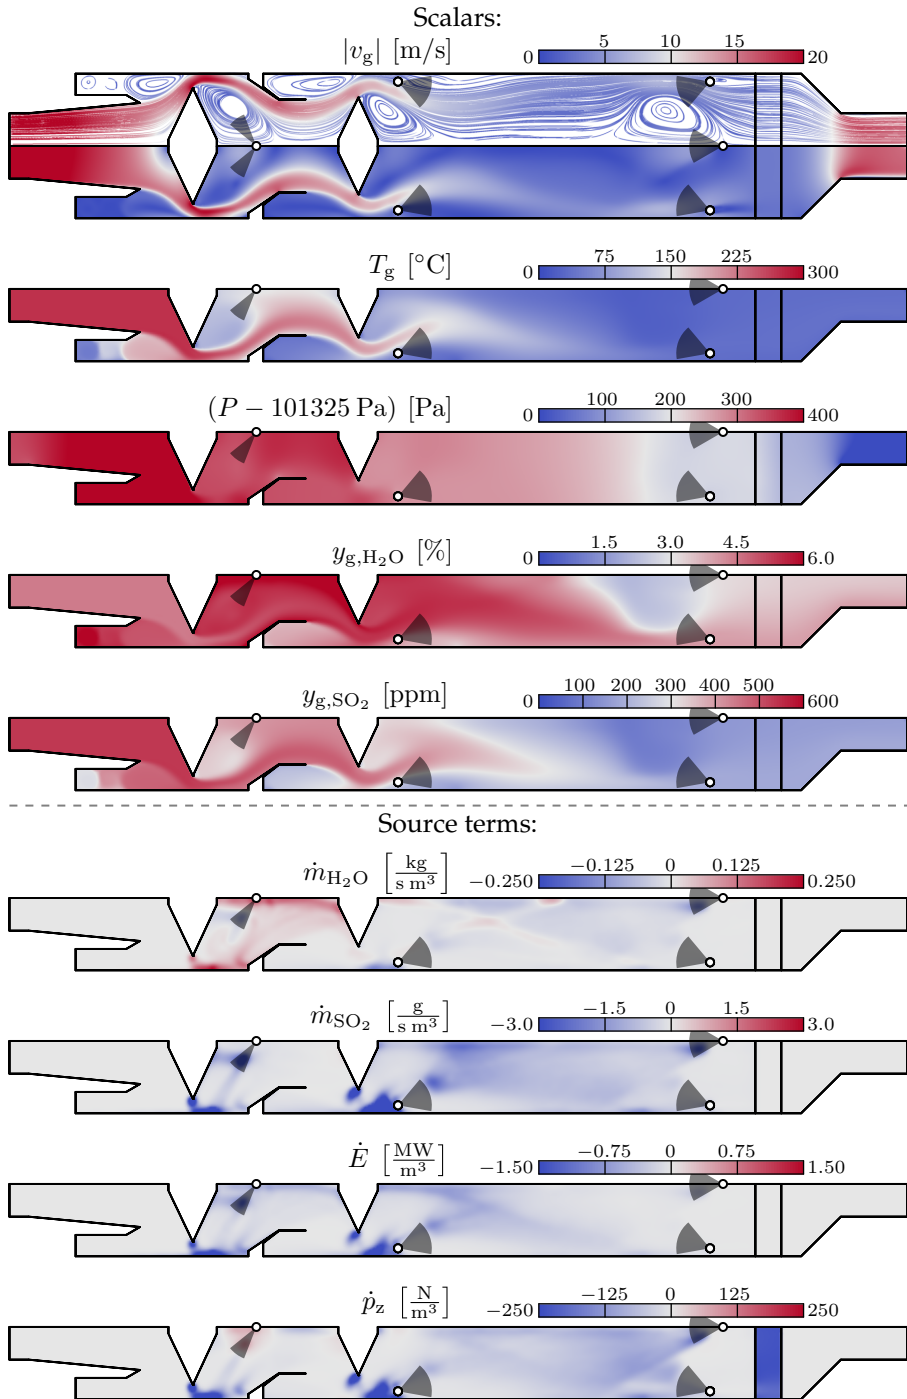 Scalars:
|v_g| [m/s]
0 5 10 15 20
T_g [°C]
0 75 150 225 300
(P − 101325 Pa) [Pa]
0 100 200 300 400
y_g,H₂O [%]
0 1.5 3.0 4.5 6.0
y_g,SO₂ [ppm]
0 100 200 300 400 500 600
Source terms:
ṁ_H₂O [kg/(s m³)]
−0.250 −0.125 0 0.125 0.250
ṁ_SO₂ [g/(s m³)]
−3.0 −1.5 0 1.5 3.0
Ė [MW/m³]
−1.50 −0.75 0 0.75 1.50
ṗ_z [N/m³]
−250 −125 0 125 250